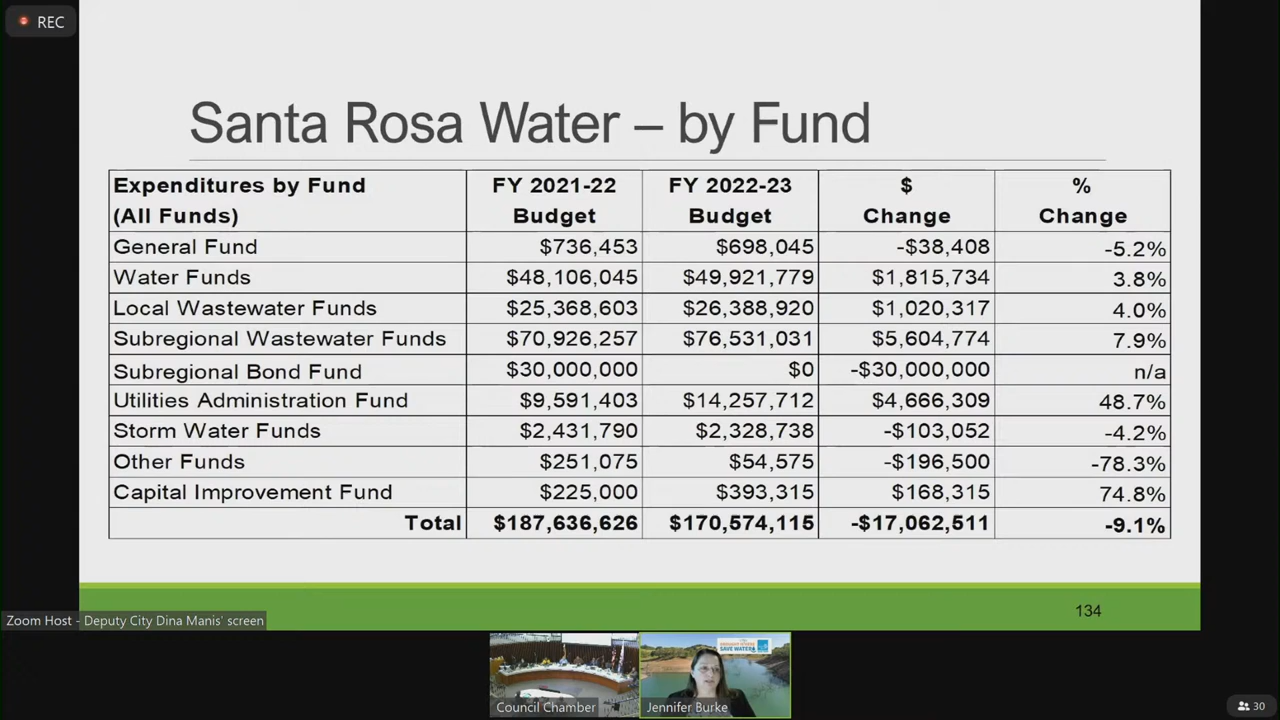 REC
Santa Rosa Water – by Fund
Expenditures by Fund (All Funds) FY 2021-22 Budget FY 2022-23 Budget $ Change % Change
General Fund $736,453 $698,045 -$38,408 -5.2%
Water Funds $48,106,045 $49,921,779 $1,815,734 3.8%
Local Wastewater Funds $25,368,603 $26,388,920 $1,020,317 4.0%
Subregional Wastewater Funds $70,926,257 $76,531,031 $5,604,774 7.9%
Subregional Bond Fund $30,000,000 $0 -$30,000,000 n/a
Utilities Administration Fund $9,591,403 $14,257,712 $4,666,309 48.7%
Storm Water Funds $2,431,790 $2,328,738 -$103,052 -4.2%
Other Funds $251,075 $54,575 -$196,500 -78.3%
Capital Improvement Fund $225,000 $393,315 $168,315 74.8%
Total $187,636,626 $170,574,115 -$17,062,511 -9.1%
134
Zoom Host - Deputy City Dina Manis' screen
SAVE WATER
Council Chamber
Jennifer Burke
30